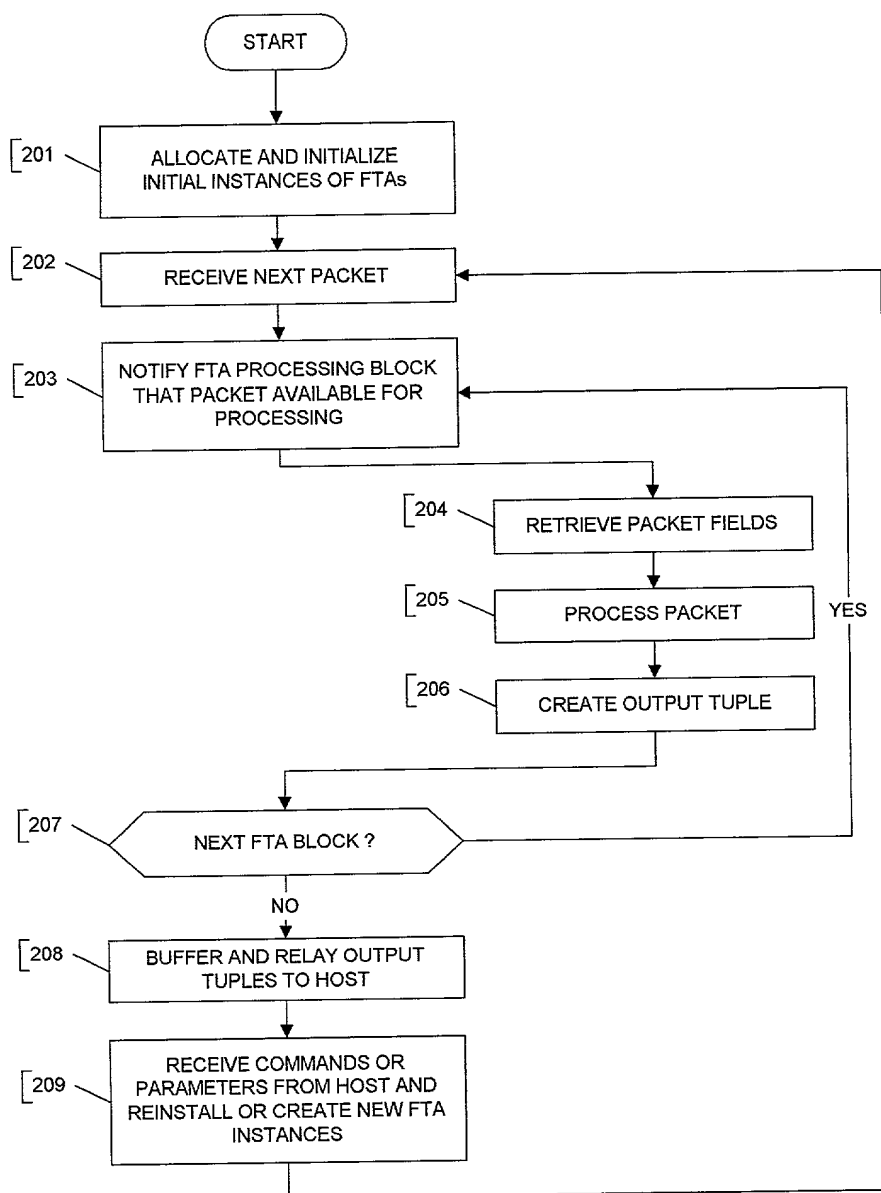 START
201
ALLOCATE AND INITIALIZE
INITIAL INSTANCES OF FTAs
202
RECEIVE NEXT PACKET
203
NOTIFY FTA PROCESSING BLOCK
THAT PACKET AVAILABLE FOR
PROCESSING
204
RETRIEVE PACKET FIELDS
205
PROCESS PACKET
YES
206
CREATE OUTPUT TUPLE
207
NEXT FTA BLOCK ?
NO
208
BUFFER AND RELAY OUTPUT
TUPLES TO HOST
209
RECEIVE COMMANDS OR
PARAMETERS FROM HOST AND
REINSTALL OR CREATE NEW FTA
INSTANCES